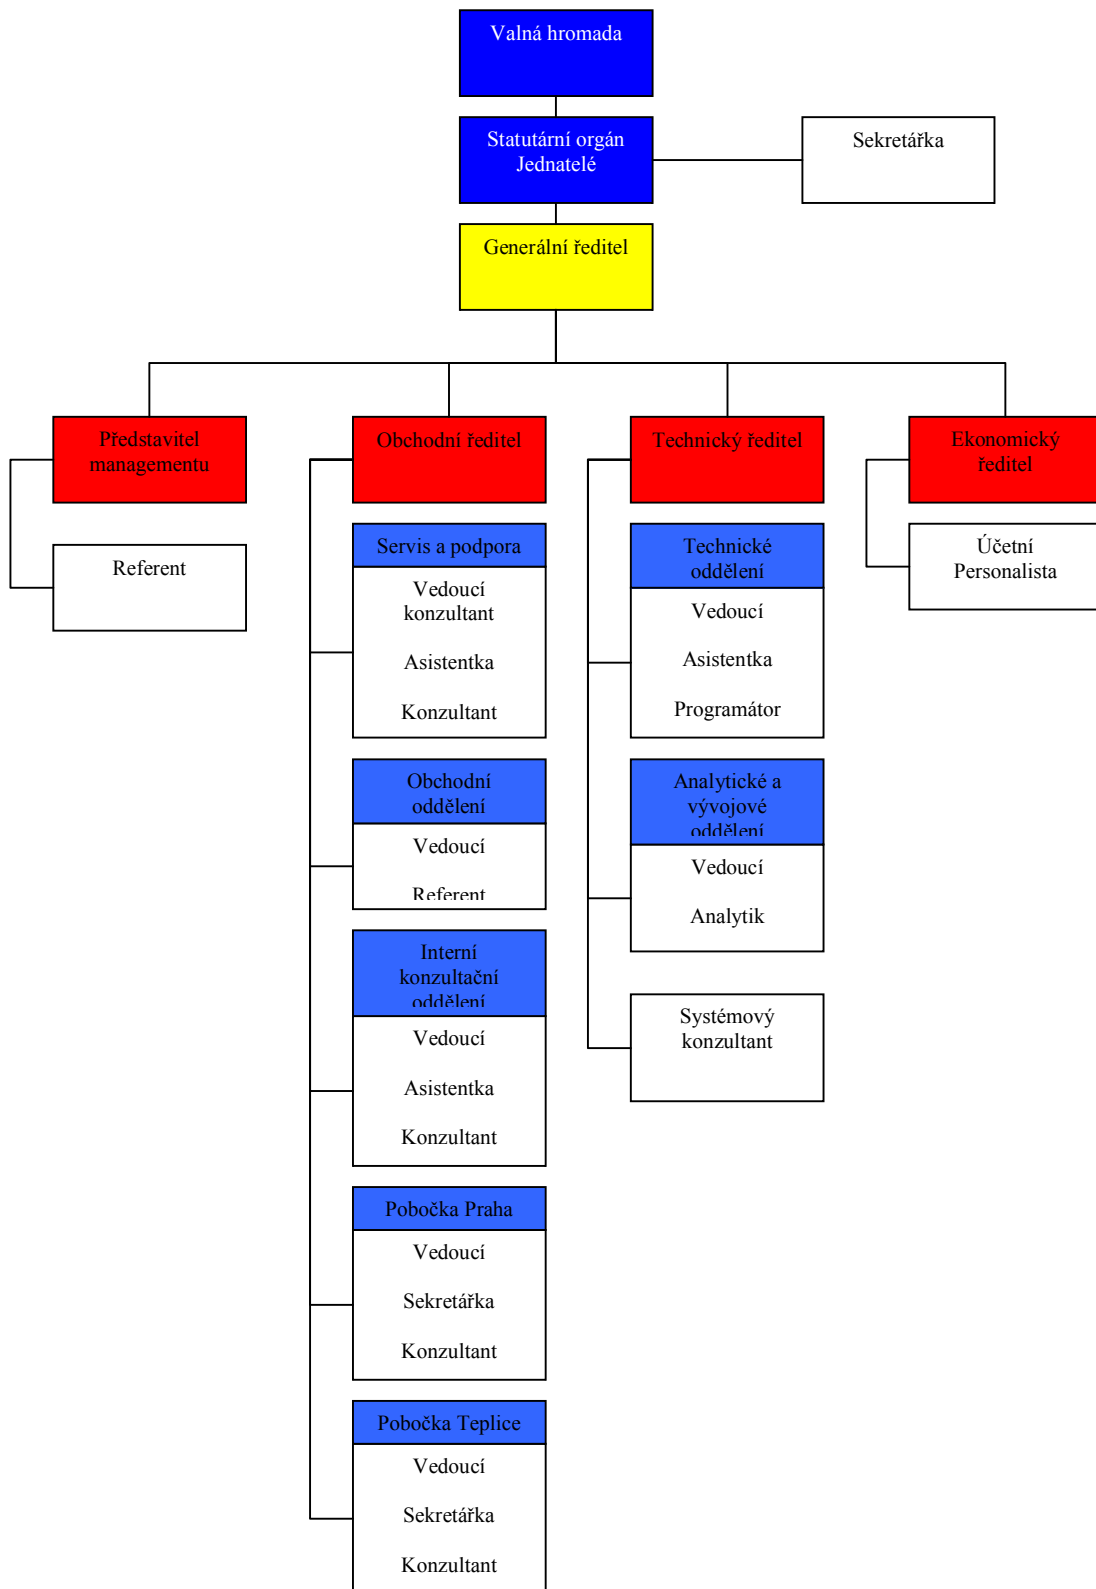 Valná hromada
Statutární orgán
Jednatelé
Sekretářka
Generální ředitel
Představitel
managementu
Referent
Obchodní ředitel
Servis a podpora
Vedoucí
konzultant
Asistentka
Konzultant
Obchodní
oddělení
Vedoucí
Referent
Interní
konzultační
oddělení
Vedoucí
Asistentka
Konzultant
Pobočka Praha
Vedoucí
Sekretářka
Konzultant
Pobočka Teplice
Vedoucí
Sekretářka
Konzultant
Technický ředitel
Technické
oddělení
Vedoucí
Asistentka
Programátor
Analytické a
vývojové
oddělení
Vedoucí
Analytik
Systémový
konzultant
Ekonomický
ředitel
Účetní
Personalista